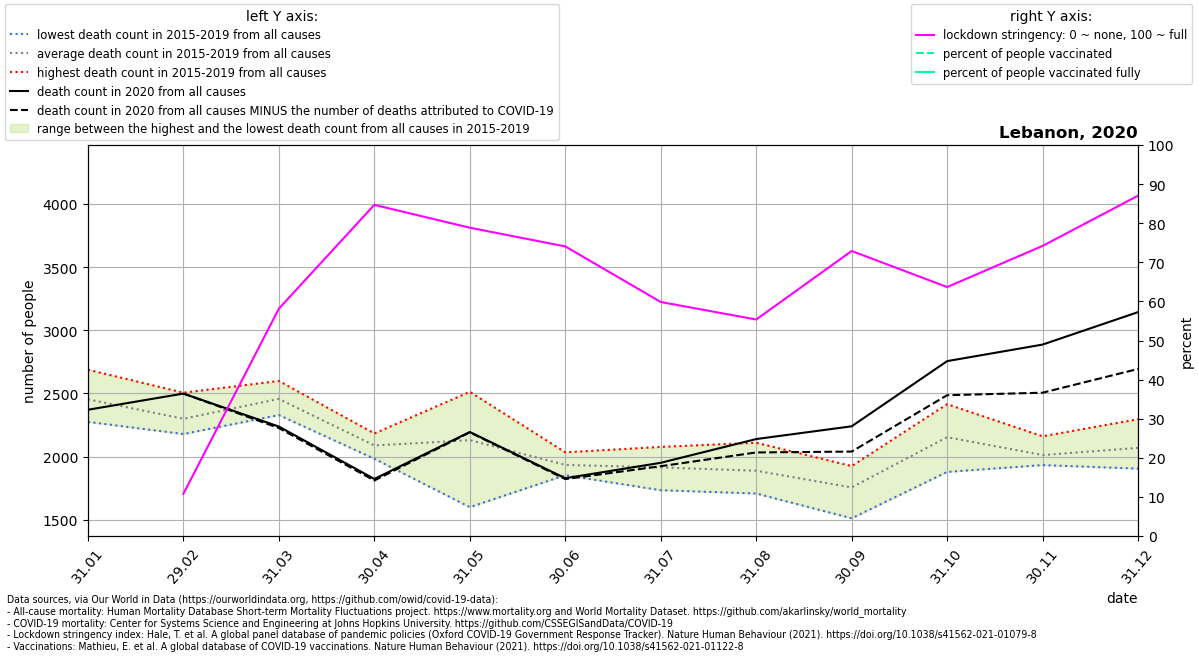 left Y axis:
lowest death count in 2015-2019 from all causes
average death count in 2015-2019 from all causes
highest death count in 2015-2019 from all causes
death count in 2020 from all causes
death count in 2020 from all causes MINUS the number of deaths attributed to COVID-19
range between the highest and the lowest death count from all causes in 2015-2019
right Y axis:
lockdown stringency: 0 ~ none, 100 ~ full
percent of people vaccinated
percent of people vaccinated fully
Lebanon, 2020
number of people
4000
3500
3000
2500
2000
1500
100
90
80
70
60
50
40
30
20
10
0
percent
31.01
29.02
31.03
30.04
31.05
30.06
31.07
31.08
30.09
31.10
30.11
31.12
date
Data sources, via Our World in Data (https://ourworldindata.org, https://github.com/owid/covid-19-data):
- All-cause mortality: Human Mortality Database Short-term Mortality Fluctuations project. https://www.mortality.org and World Mortality Dataset. https://github.com/akarlinsky/world_mortality
- COVID-19 mortality: Center for Systems Science and Engineering at Johns Hopkins University. https://github.com/CSSEGISandData/COVID-19
- Lockdown stringency index: Hale, T. et al. A global panel database of pandemic policies (Oxford COVID-19 Government Response Tracker). Nature Human Behaviour (2021). https://doi.org/10.1038/s41562-021-01079-8
- Vaccinations: Mathieu, E. et al. A global database of COVID-19 vaccinations. Nature Human Behaviour (2021). https://doi.org/10.1038/s41562-021-01122-8